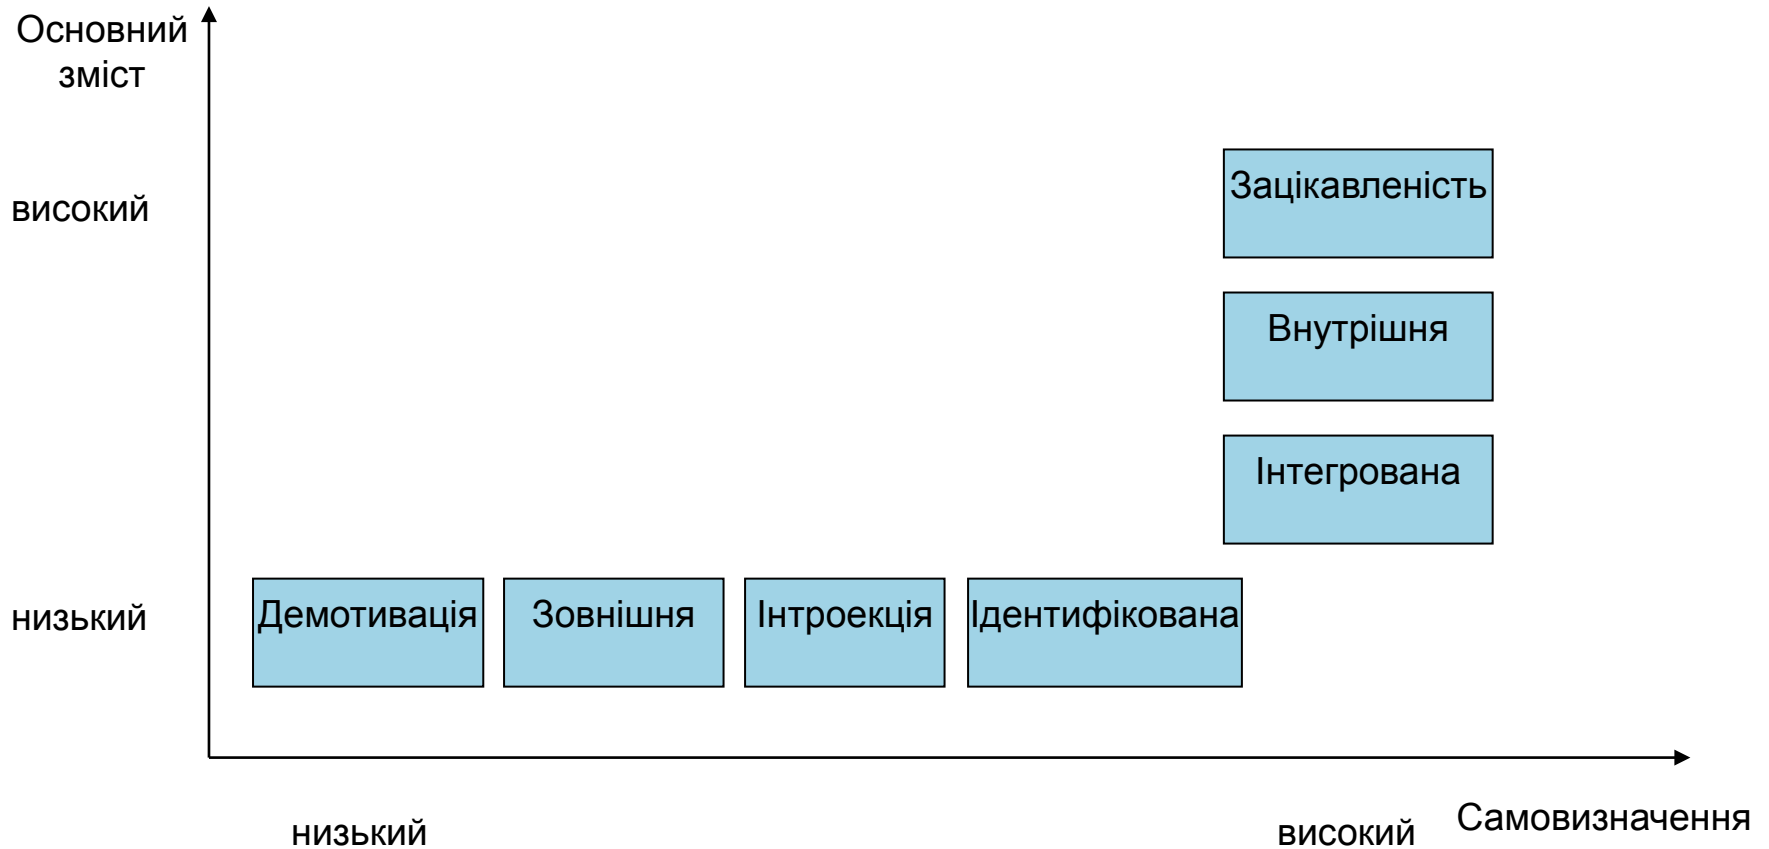 Основний
зміст
високий
Зацікавленість
Внутрішня
Інтегрована
низький
Демотивація
Зовнішня
Інтроекція
Ідентифікована
низький
високий
Самовизначення